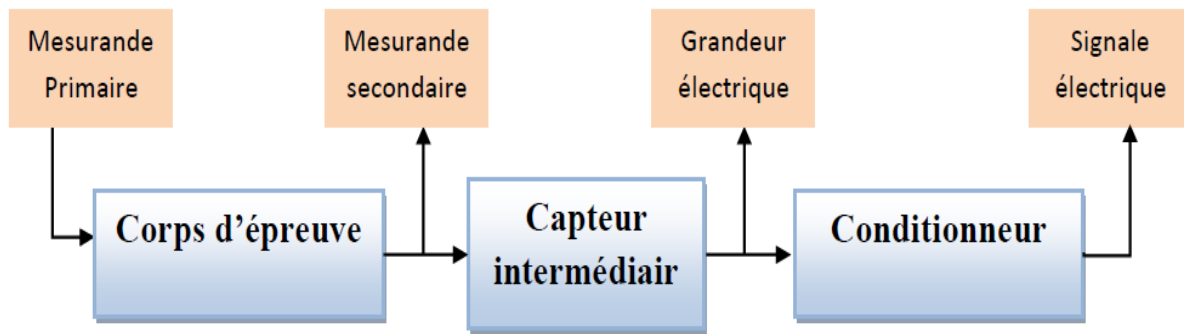 Mesurande
Primaire
Mesurande
secondaire
Grandeur
électrique
Signale
électrique
Corps d'épreuve
Capteur
intermédiair
Conditionneur